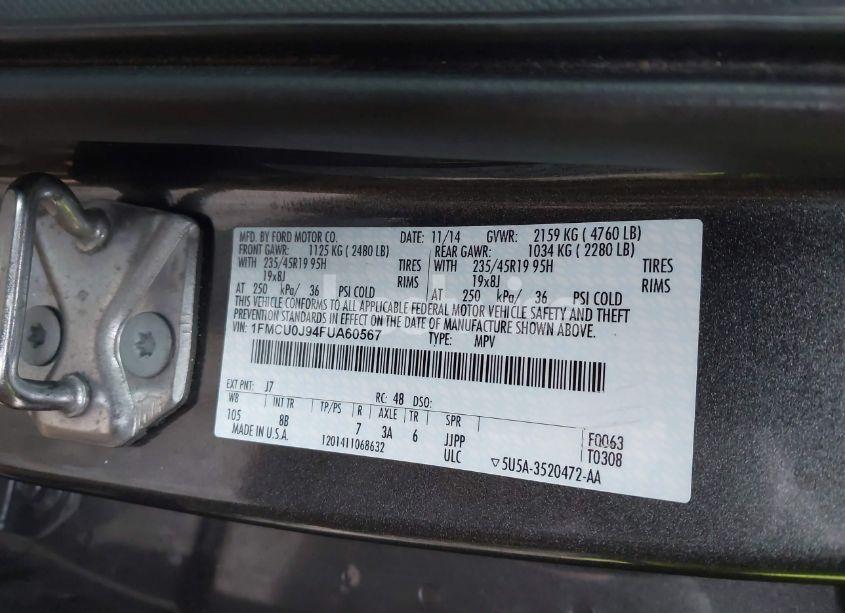 MFD. BY FORD MOTOR CO. DATE: 11/14 GVWR: 2159 KG ( 4760 LB)
FRONT GAWR: 1125 KG ( 2480 LB) REAR GAWR: 1034 KG ( 2280 LB)
WITH 235/45R19 95H TIRES WITH 235/45R19 95H TIRES
19x8J RIMS 19x8J RIMS
AT 250 kPa/ 36 PSI COLD AT 250 kPa/ 36 PSI COLD
THIS VEHICLE CONFORMS TO ALL APPLICABLE FEDERAL MOTOR VEHICLE SAFETY AND THEFT
PREVENTION STANDARDS IN EFFECT ON THE DATE OF MANUFACTURE SHOWN ABOVE.
VIN: 1FMCU0J94FUA60567 TYPE: MPV
EXT PNT: J7 RC: 48 DSO:
WB INT TR TP/PS R AXLE TR SPR
105 8B 7 3A 6 JJPP F0063
MADE IN U.S.A. 1201411068632 ULC T0308
▽5U5A-3520472-AA